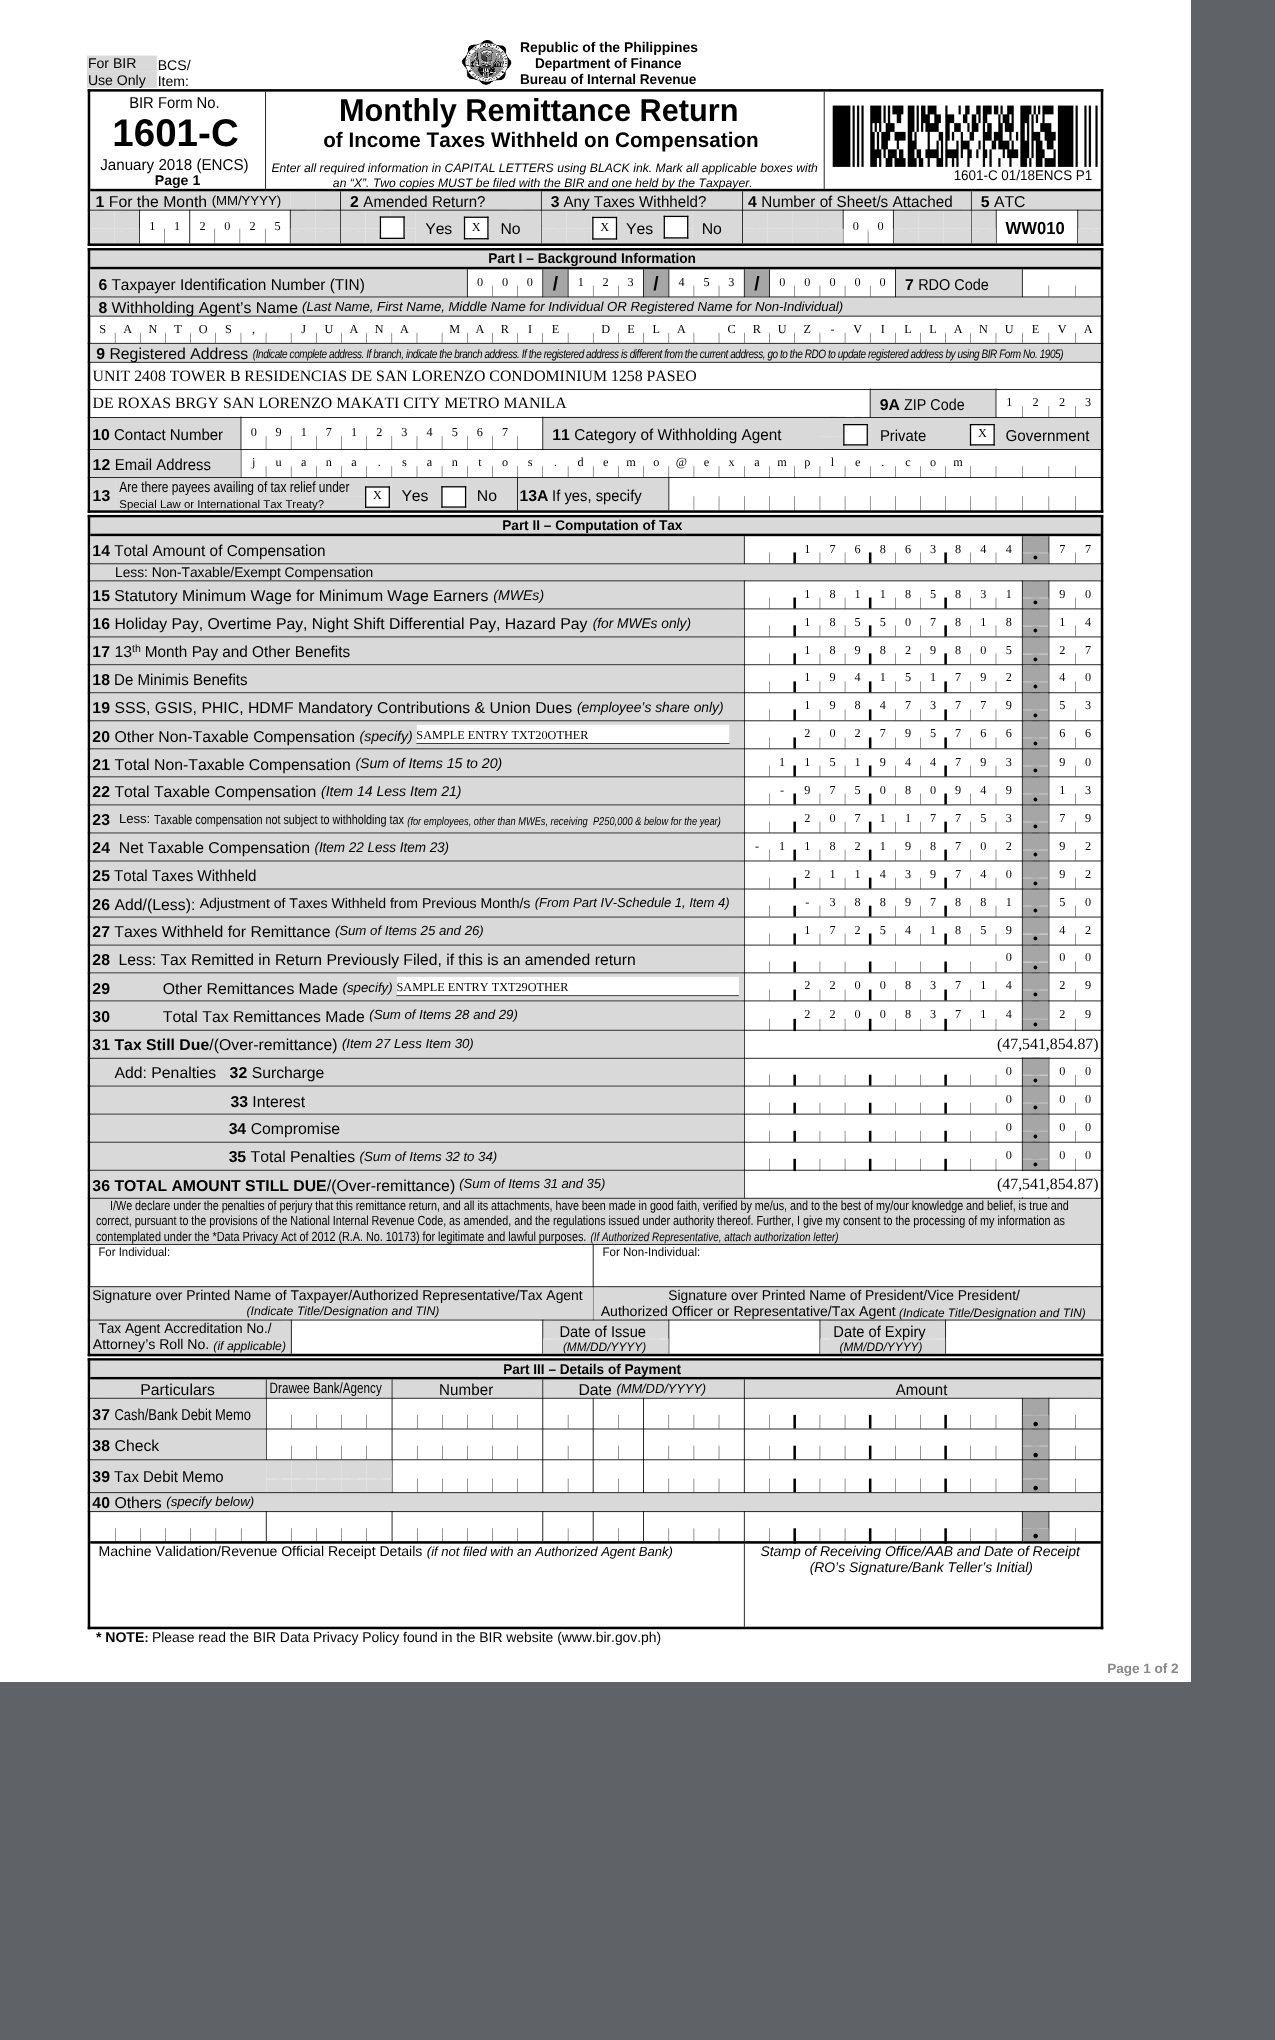 For BIR Use Only BCS/ Item:
Republic of the Philippines
Department of Finance
Bureau of Internal Revenue
BIR Form No.
1601-C
January 2018 (ENCS)
Page 1
Monthly Remittance Return
of Income Taxes Withheld on Compensation
Enter all required information in CAPITAL LETTERS using BLACK ink. Mark all applicable boxes with
an “X”. Two copies MUST be filed with the BIR and one held by the Taxpayer.
1601-C 01/18ENCS P1
1 For the Month (MM/YYYY) 2 Amended Return? 3 Any Taxes Withheld? 4 Number of Sheet/s Attached 5 ATC
1 1 2 0 2 5 Yes X No X Yes No 0 0 WW010
Part I – Background Information
6 Taxpayer Identification Number (TIN) 0 0 0 / 1 2 3 / 4 5 3 / 0 0 0 0 0 7 RDO Code
8 Withholding Agent’s Name (Last Name, First Name, Middle Name for Individual OR Registered Name for Non-Individual)
S A N T O S , J U A N A M A R I E D E L A C R U Z - V I L L A N U E V A
9 Registered Address (Indicate complete address. If branch, indicate the branch address. If the registered address is different from the current address, go to the RDO to update registered address by using BIR Form No. 1905)
UNIT 2408 TOWER B RESIDENCIAS DE SAN LORENZO CONDOMINIUM 1258 PASEO
DE ROXAS BRGY SAN LORENZO MAKATI CITY METRO MANILA 9A ZIP Code 1 2 2 3
10 Contact Number 0 9 1 7 1 2 3 4 5 6 7 11 Category of Withholding Agent Private X Government
12 Email Address j u a n a . s a n t o s . d e m o @ e x a m p l e . c o m
13 Are there payees availing of tax relief under Special Law or International Tax Treaty? X Yes No 13A If yes, specify
Part II – Computation of Tax
14 Total Amount of Compensation 1 7 6 8 6 3 8 4 4 . 7 7
Less: Non-Taxable/Exempt Compensation
15 Statutory Minimum Wage for Minimum Wage Earners (MWEs) 1 8 1 1 8 5 8 3 1 . 9 0
16 Holiday Pay, Overtime Pay, Night Shift Differential Pay, Hazard Pay (for MWEs only) 1 8 5 5 0 7 8 1 8 . 1 4
17 13th Month Pay and Other Benefits 1 8 9 8 2 9 8 0 5 . 2 7
18 De Minimis Benefits 1 9 4 1 5 1 7 9 2 . 4 0
19 SSS, GSIS, PHIC, HDMF Mandatory Contributions & Union Dues (employee’s share only) 1 9 8 4 7 3 7 7 9 . 5 3
20 Other Non-Taxable Compensation (specify) SAMPLE ENTRY TXT20OTHER 2 0 2 7 9 5 7 6 6 . 6 6
21 Total Non-Taxable Compensation (Sum of Items 15 to 20) 1 1 5 1 9 4 4 7 9 3 . 9 0
22 Total Taxable Compensation (Item 14 Less Item 21) - 9 7 5 0 8 0 9 4 9 . 1 3
23 Less: Taxable compensation not subject to withholding tax (for employees, other than MWEs, receiving P250,000 & below for the year) 2 0 7 1 1 7 7 5 3 . 7 9
24 Net Taxable Compensation (Item 22 Less Item 23) - 1 1 8 2 1 9 8 7 0 2 . 9 2
25 Total Taxes Withheld 2 1 1 4 3 9 7 4 0 . 9 2
26 Add/(Less): Adjustment of Taxes Withheld from Previous Month/s (From Part IV-Schedule 1, Item 4) - 3 8 8 9 7 8 8 1 . 5 0
27 Taxes Withheld for Remittance (Sum of Items 25 and 26) 1 7 2 5 4 1 8 5 9 . 4 2
28 Less: Tax Remitted in Return Previously Filed, if this is an amended return 0 . 0 0
29 Other Remittances Made (specify) SAMPLE ENTRY TXT29OTHER 2 2 0 0 8 3 7 1 4 . 2 9
30 Total Tax Remittances Made (Sum of Items 28 and 29) 2 2 0 0 8 3 7 1 4 . 2 9
31 Tax Still Due/(Over-remittance) (Item 27 Less Item 30) (47,541,854.87)
Add: Penalties 32 Surcharge 0 . 0 0
33 Interest 0 . 0 0
34 Compromise 0 . 0 0
35 Total Penalties (Sum of Items 32 to 34) 0 . 0 0
36 TOTAL AMOUNT STILL DUE/(Over-remittance) (Sum of Items 31 and 35) (47,541,854.87)
I/We declare under the penalties of perjury that this remittance return, and all its attachments, have been made in good faith, verified by me/us, and to the best of my/our knowledge and belief, is true and
correct, pursuant to the provisions of the National Internal Revenue Code, as amended, and the regulations issued under authority thereof. Further, I give my consent to the processing of my information as
contemplated under the *Data Privacy Act of 2012 (R.A. No. 10173) for legitimate and lawful purposes. (If Authorized Representative, attach authorization letter)
For Individual: For Non-Individual:
Signature over Printed Name of Taxpayer/Authorized Representative/Tax Agent
(Indicate Title/Designation and TIN)
Signature over Printed Name of President/Vice President/
Authorized Officer or Representative/Tax Agent (Indicate Title/Designation and TIN)
Tax Agent Accreditation No./
Attorney’s Roll No. (if applicable)
Date of Issue
(MM/DD/YYYY)
Date of Expiry
(MM/DD/YYYY)
Part III – Details of Payment
Particulars Drawee Bank/Agency Number Date (MM/DD/YYYY) Amount
37 Cash/Bank Debit Memo .
38 Check .
39 Tax Debit Memo .
40 Others (specify below)
.
Machine Validation/Revenue Official Receipt Details (if not filed with an Authorized Agent Bank)
Stamp of Receiving Office/AAB and Date of Receipt
(RO’s Signature/Bank Teller’s Initial)
* NOTE: Please read the BIR Data Privacy Policy found in the BIR website (www.bir.gov.ph)
Page 1 of 2